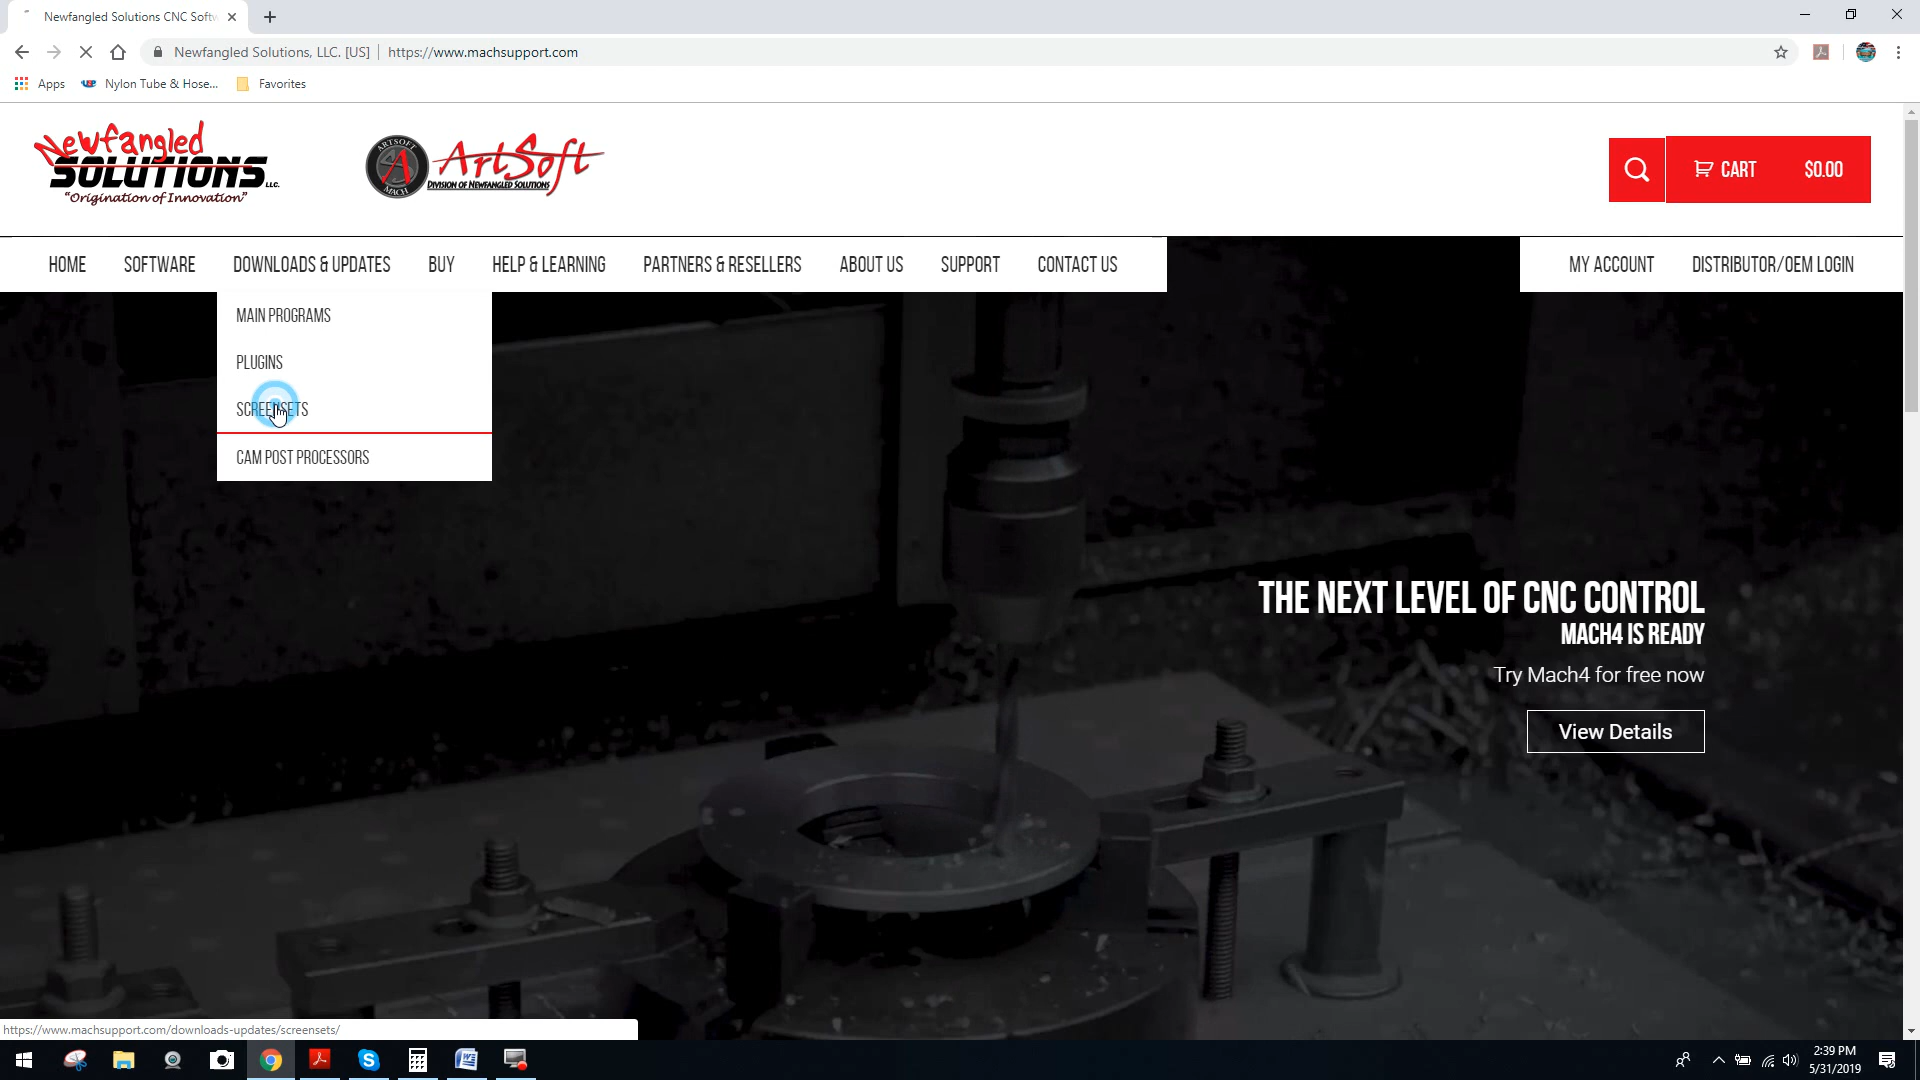 Newfangled Solutions CNC Softw
Newfangled Solutions, LLC. [US] | https://www.machsupport.com
Apps Nylon Tube & Hose... Favorites
Newfangled
SOLUTIONS LLC.
"Origination of Innovation"
ARTSOFT
MACH
ArtSoft
DIVISION OF NEWFANGLED SOLUTIONS
CART $0.00
HOME SOFTWARE DOWNLOADS & UPDATES BUY HELP & LEARNING PARTNERS & RESELLERS ABOUT US SUPPORT CONTACT US MY ACCOUNT DISTRIBUTOR/OEM LOGIN
MAIN PROGRAMS
PLUGINS
SCREENSETS
CAM POST PROCESSORS
THE NEXT LEVEL OF CNC CONTROL
MACH4 IS READY
Try Mach4 for free now
View Details
https://www.machsupport.com/downloads-updates/screensets/
2:39 PM
5/31/2019